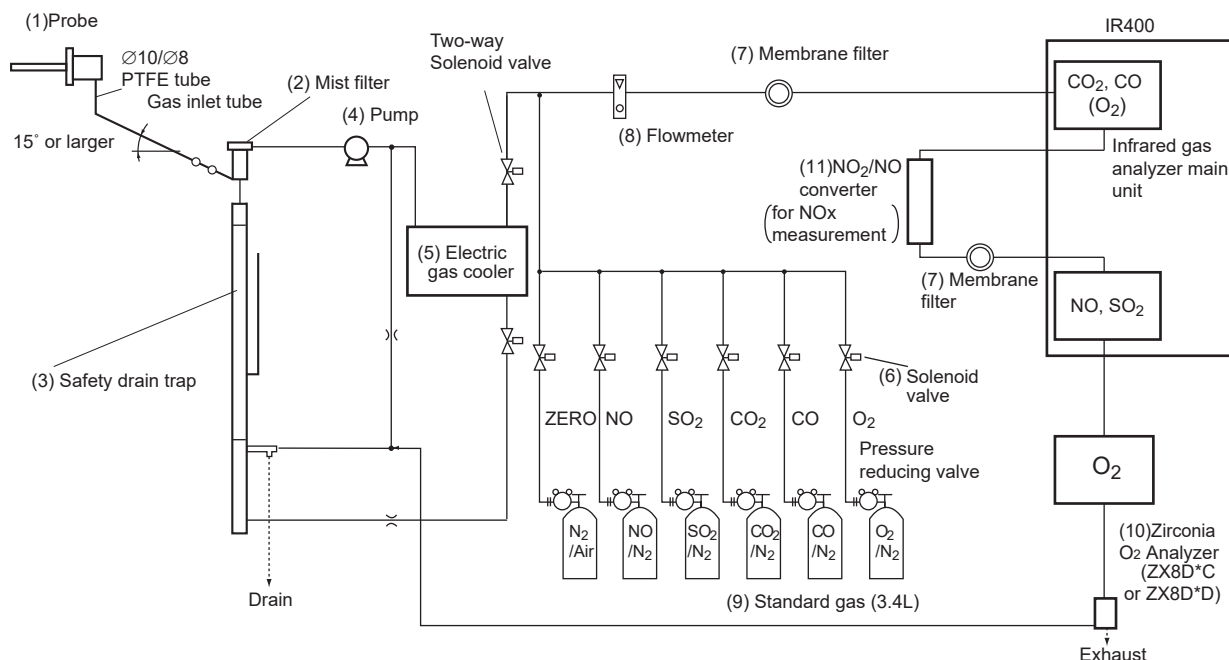 (1)Probe
∅10/∅8
PTFE tube
Gas inlet tube
15˚ or larger
(2) Mist filter
(4) Pump
Two-way
Solenoid valve
(7) Membrane filter
(8) Flowmeter
IR400
CO₂, CO
(O₂)
Infrared gas
analyzer main
unit
(11)NO₂/NO
converter
(for NOx
measurement)
(5) Electric
gas cooler
(7) Membrane
filter
NO, SO₂
(3) Safety drain trap
(6) Solenoid
valve
ZERO NO SO₂ CO₂ CO O₂
Pressure
reducing valve
O₂
N₂
/Air
NO
/N₂
SO₂
/N₂
CO₂
/N₂
CO
/N₂
O₂
/N₂
(10)Zirconia
O₂ Analyzer
(ZX8D*C
or ZX8D*D)
Drain
(9) Standard gas (3.4L)
Exhaust